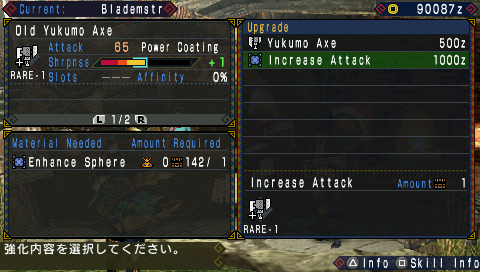 Current: Blademstr
90087z
Old Yukumo Axe
Attack 65 Power Coating
Shrpnss +1
RARE-1 Slots --- Affinity 0%
L 1/2 R
Material Needed Amount Required
Enhance Sphere 0 142/ 1
Upgrade
Yukumo Axe 500z
Increase Attack 1000z
Increase Attack Amount 1
RARE-1
強化内容を選択してください。
△Info □Skill Info